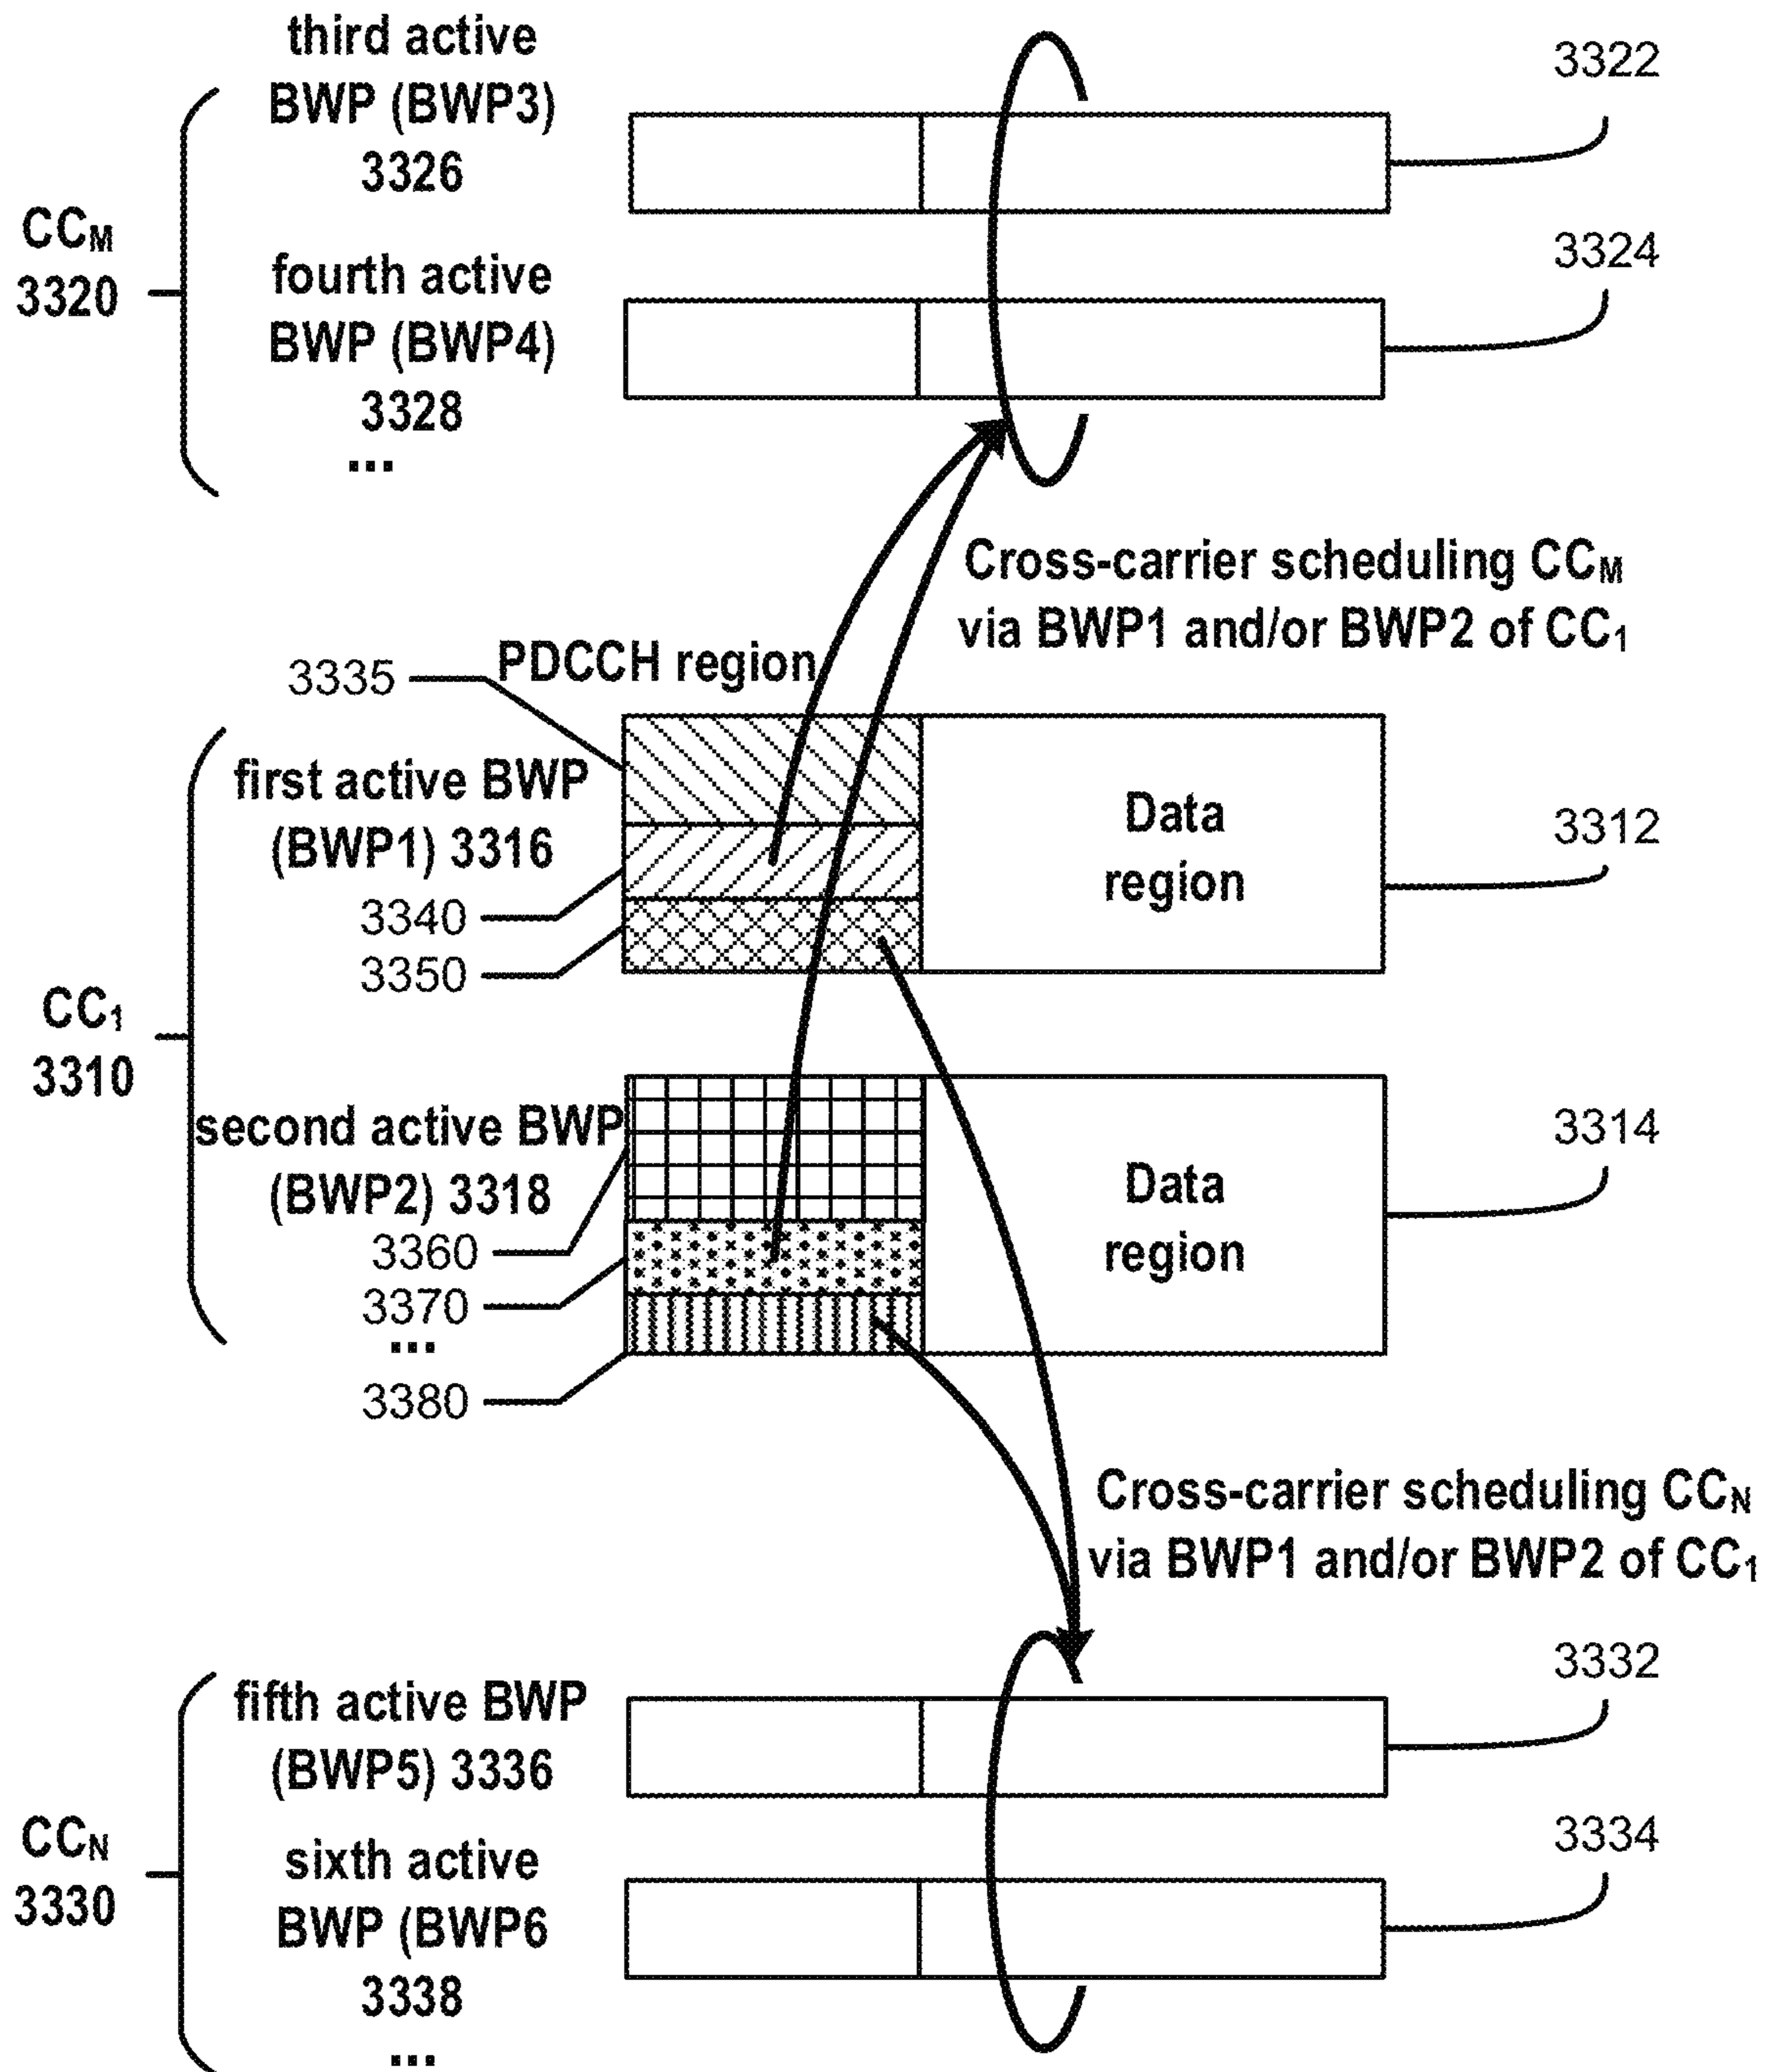 third active
BWP (BWP3)
3326
3322
CCM
3320
fourth active
BWP (BWP4)
3328
...
3324
Cross-carrier scheduling CCM
via BWP1 and/or BWP2 of CC1
3335
PDCCH region
first active BWP
(BWP1) 3316
3340
3350
Data
region
3312
CC1
3310
second active BWP
(BWP2) 3318
3360
3370
...
3380
Data
region
3314
Cross-carrier scheduling CCN
via BWP1 and/or BWP2 of CC1
fifth active BWP
(BWP5) 3336
3332
CCN
3330
sixth active
BWP (BWP6
3338
...
3334